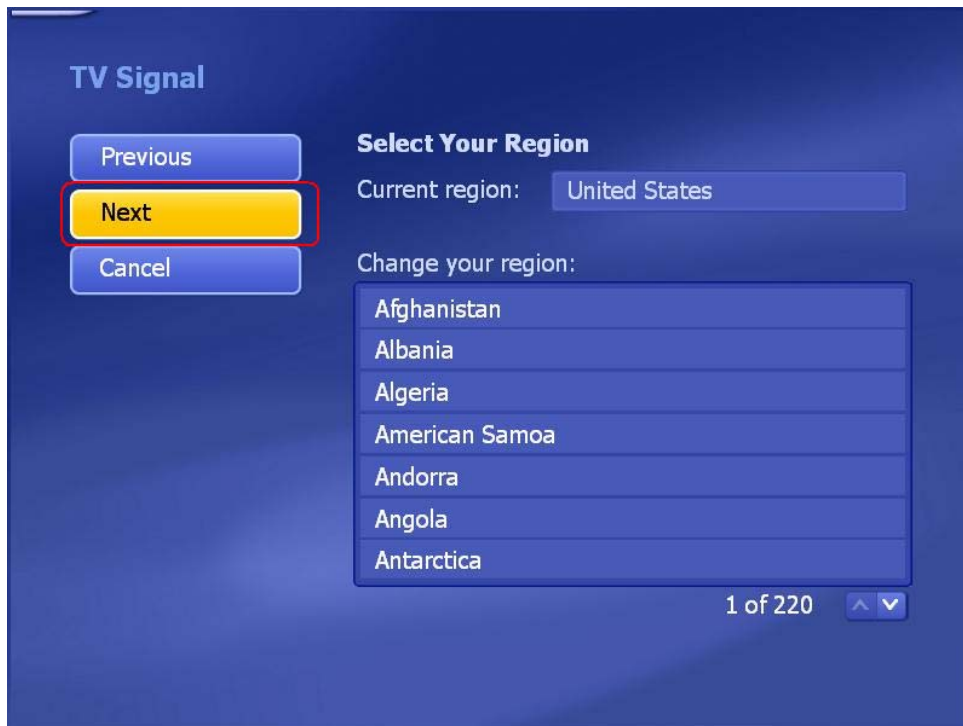 TV Signal
Previous
Next
Cancel
Select Your Region
Current region: United States
Change your region:
Afghanistan
Albania
Algeria
American Samoa
Andorra
Angola
Antarctica
1 of 220